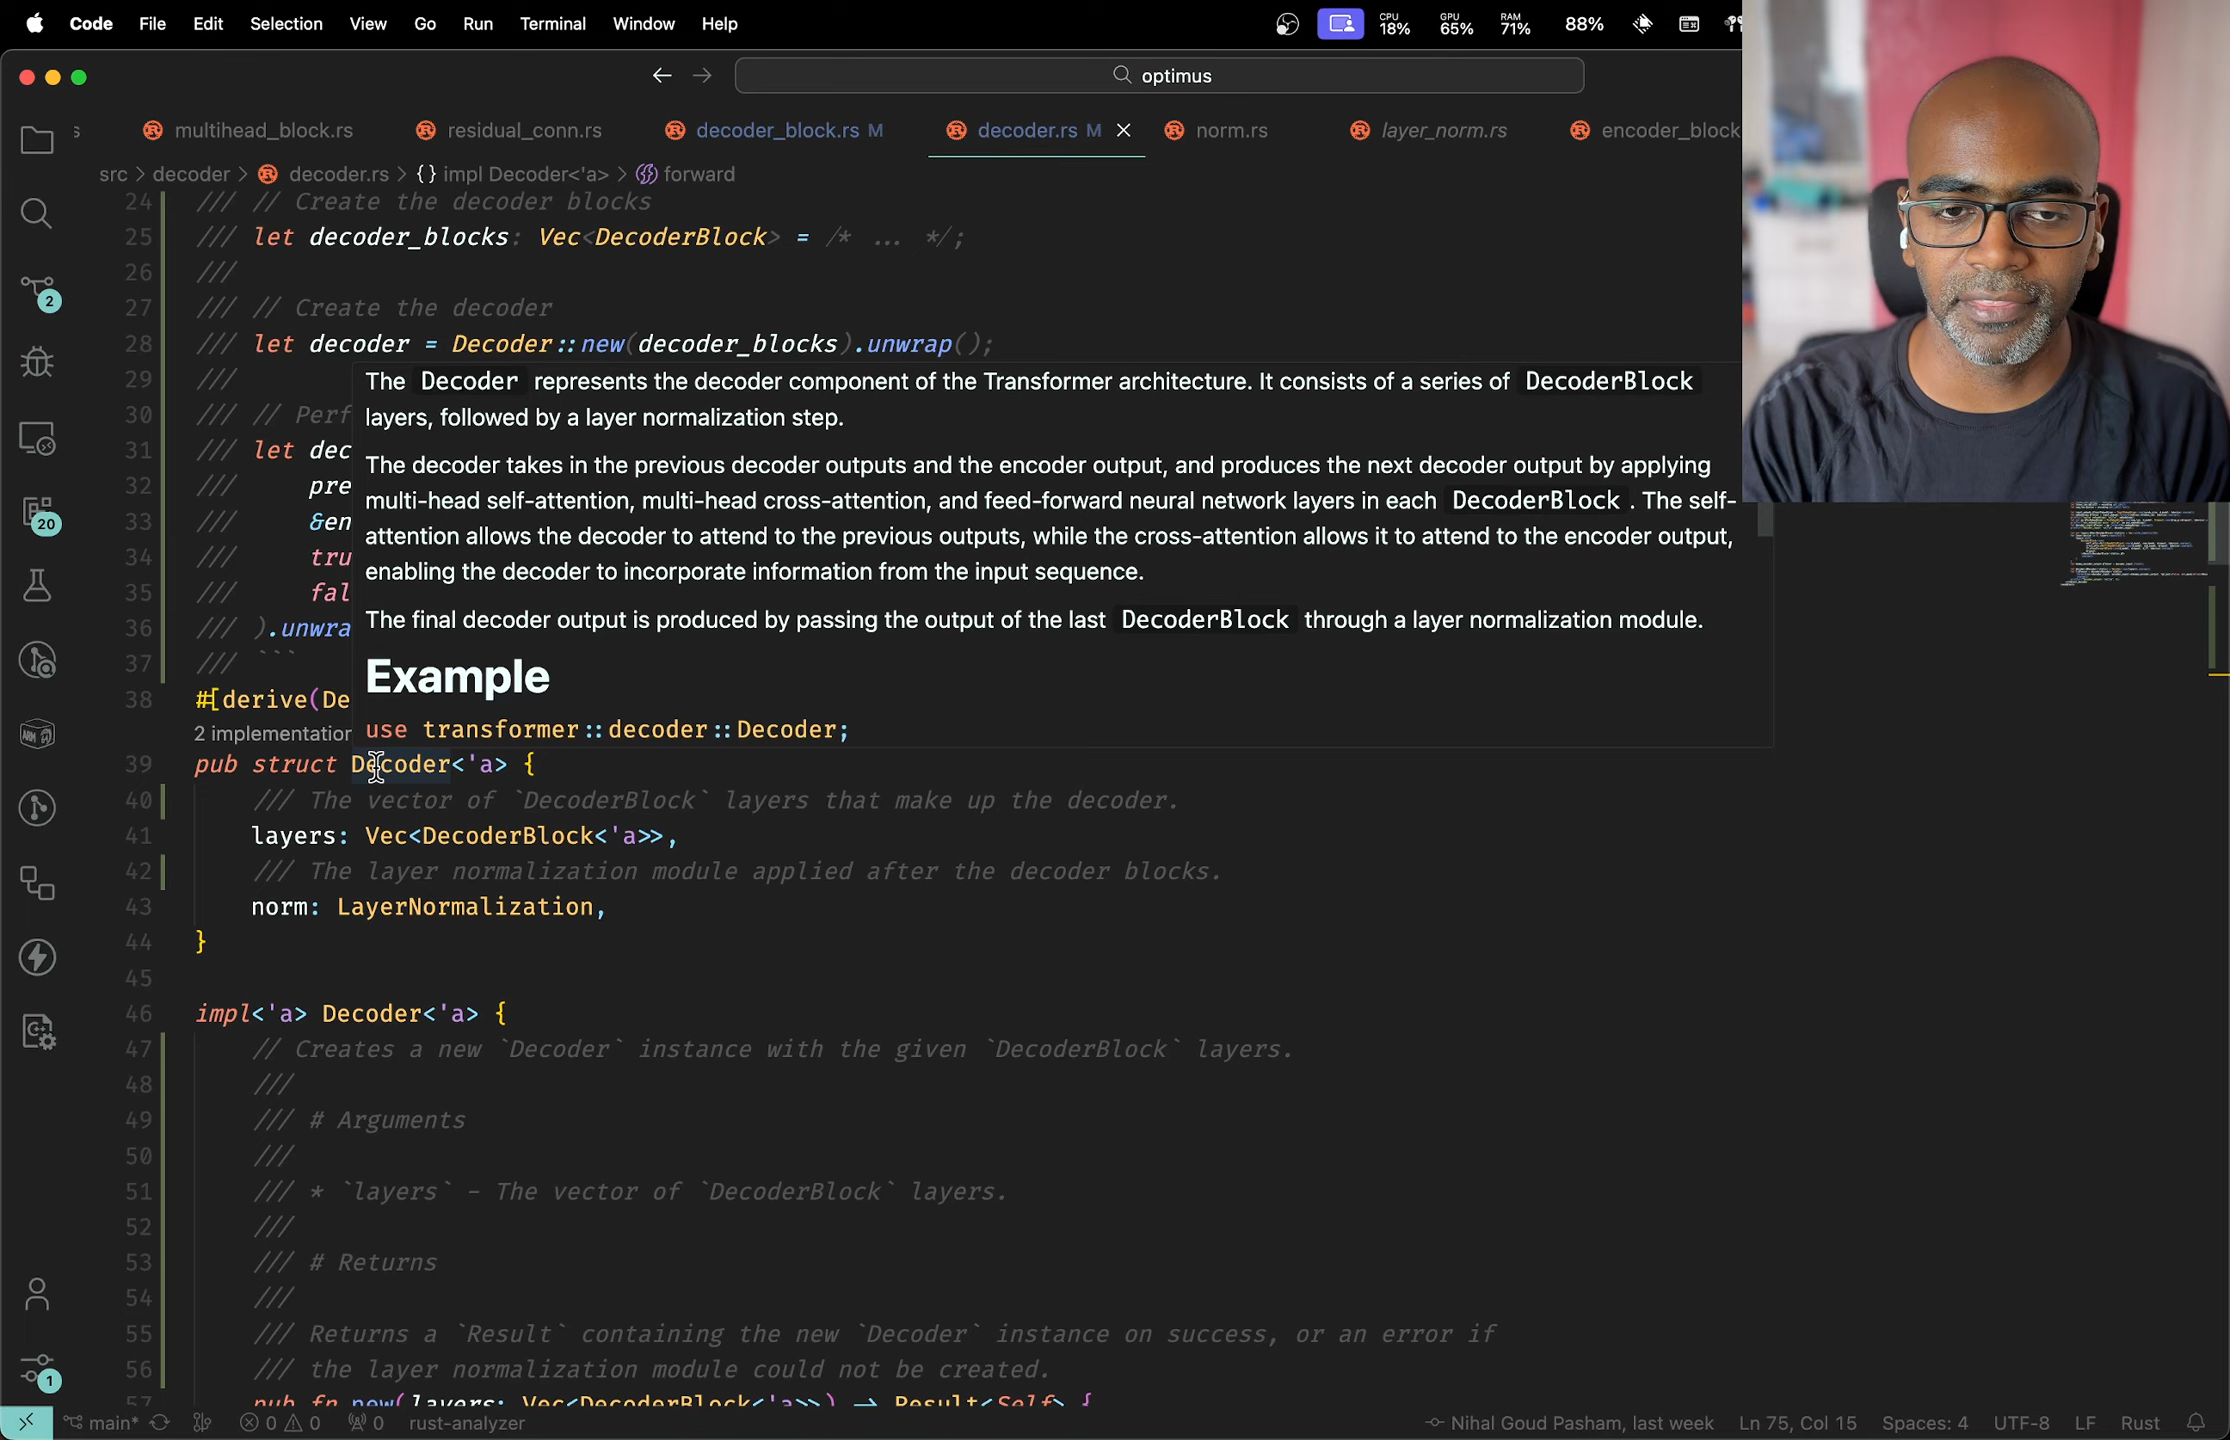 Code File Edit Selection View Go Run Terminal Window Help
CPU 18% GPU 65% RAM 71% 88%
optimus
s multihead_block.rs residual_conn.rs decoder_block.rs M decoder.rs M norm.rs layer_norm.rs encoder_block
src > decoder > decoder.rs > {} impl Decoder<'a> > forward
24 /// // Create the decoder blocks
25 /// let decoder_blocks: Vec<DecoderBlock> = /* ... */;
26 ///
27 /// // Create the decoder
28 /// let decoder = Decoder::new(decoder_blocks).unwrap();
29 ///
30 /// // Perf
31 /// let dec
32 /// pre
33 /// &en
34 /// tru
35 /// fal
36 /// ).unwra
37 /// ```
The Decoder represents the decoder component of the Transformer architecture. It consists of a series of DecoderBlock
layers, followed by a layer normalization step.
The decoder takes in the previous decoder outputs and the encoder output, and produces the next decoder output by applying
multi-head self-attention, multi-head cross-attention, and feed-forward neural network layers in each DecoderBlock . The self-
attention allows the decoder to attend to the previous outputs, while the cross-attention allows it to attend to the encoder output,
enabling the decoder to incorporate information from the input sequence.
The final decoder output is produced by passing the output of the last DecoderBlock through a layer normalization module.
Example
use transformer::decoder::Decoder;
38 #[derive(De
2 implementation
39 pub struct Decoder<'a> {
40 /// The vector of `DecoderBlock` layers that make up the decoder.
41 layers: Vec<DecoderBlock<'a>>,
42 /// The layer normalization module applied after the decoder blocks.
43 norm: LayerNormalization,
44 }
45
46 impl<'a> Decoder<'a> {
47 // Creates a new `Decoder` instance with the given `DecoderBlock` layers.
48 ///
49 /// # Arguments
50 ///
51 /// * `layers` - The vector of `DecoderBlock` layers.
52 ///
53 /// # Returns
54 ///
55 /// Returns a `Result` containing the new `Decoder` instance on success, or an error if
56 /// the layer normalization module could not be created.
57 pub fn new(layers: Vec<DecoderBlock<'a>>) -> Result<Self> {
2
20
1
main* 0 0 0 rust-analyzer Nihal Goud Pasham, last week Ln 75, Col 15 Spaces: 4 UTF-8 LF Rust